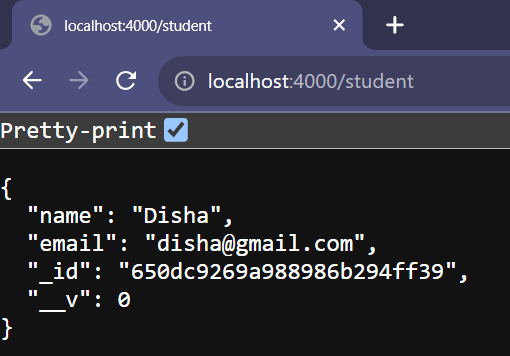 localhost:4000/student
localhost:4000/student
Pretty-print
{
  "name": "Disha",
  "email": "disha@gmail.com",
  "_id": "650dc9269a988986b294ff39",
  "__v": 0
}